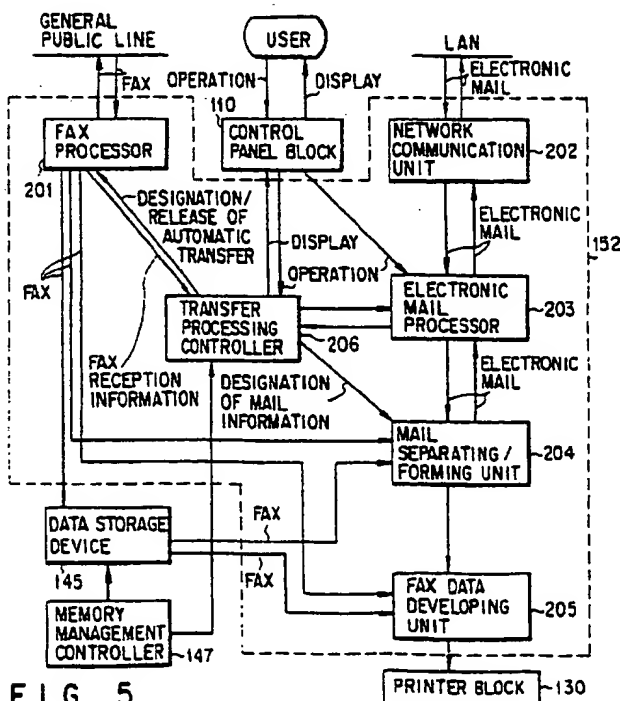 GENERAL
PUBLIC LINE
FAX
USER
OPERATION
DISPLAY
LAN
ELECTRONIC
MAIL
110
FAX
PROCESSOR
201
CONTROL
PANEL BLOCK
NETWORK
COMMUNICATION
UNIT
202
DESIGNATION/
RELEASE OF
AUTOMATIC
TRANSFER
DISPLAY
OPERATION
ELECTRONIC
MAIL
152
FAX
TRANSFER
PROCESSING
CONTROLLER
206
ELECTRONIC
MAIL
PROCESSOR
203
FAX
RECEPTION
INFORMATION
DESIGNATION
OF MAIL
INFORMATION
ELECTRONIC
MAIL
MAIL
SEPARATING/
FORMING UNIT
204
DATA STORAGE
DEVICE
145
FAX
FAX
FAX DATA
DEVELOPING
UNIT
205
MEMORY
MANAGEMENT
CONTROLLER
147
PRINTER BLOCK
130
FIG. 5